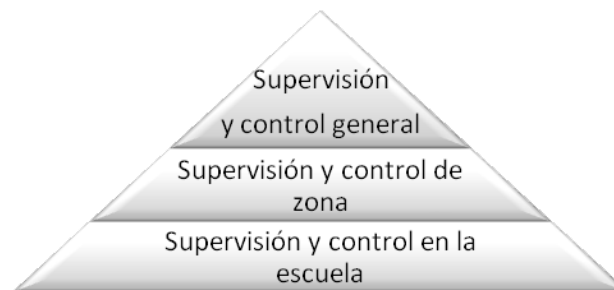 Supervisión
y control general
Supervisión y control de
zona
Supervisión y control en la
escuela